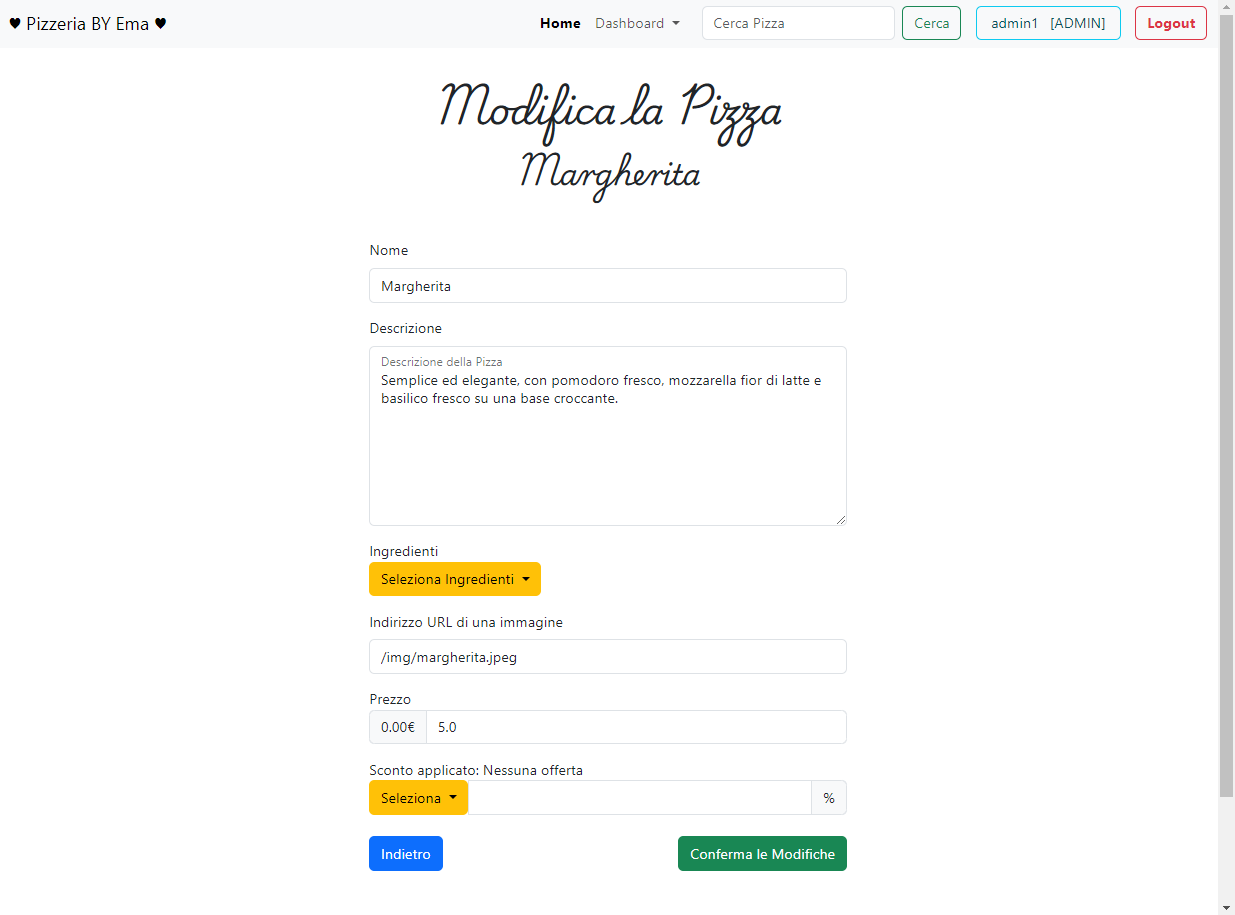 ♥ Pizzeria BY Ema ♥
Home Dashboard Cerca Pizza Cerca admin1 [ADMIN] Logout
Modifica la Pizza
Margherita
Nome
Margherita
Descrizione
Descrizione della Pizza
Semplice ed elegante, con pomodoro fresco, mozzarella fior di latte e
basilico fresco su una base croccante.
Ingredienti
Seleziona Ingredienti
Indirizzo URL di una immagine
/img/margherita.jpeg
Prezzo
0.00€ 5.0
Sconto applicato: Nessuna offerta
Seleziona %
Indietro Conferma le Modifiche